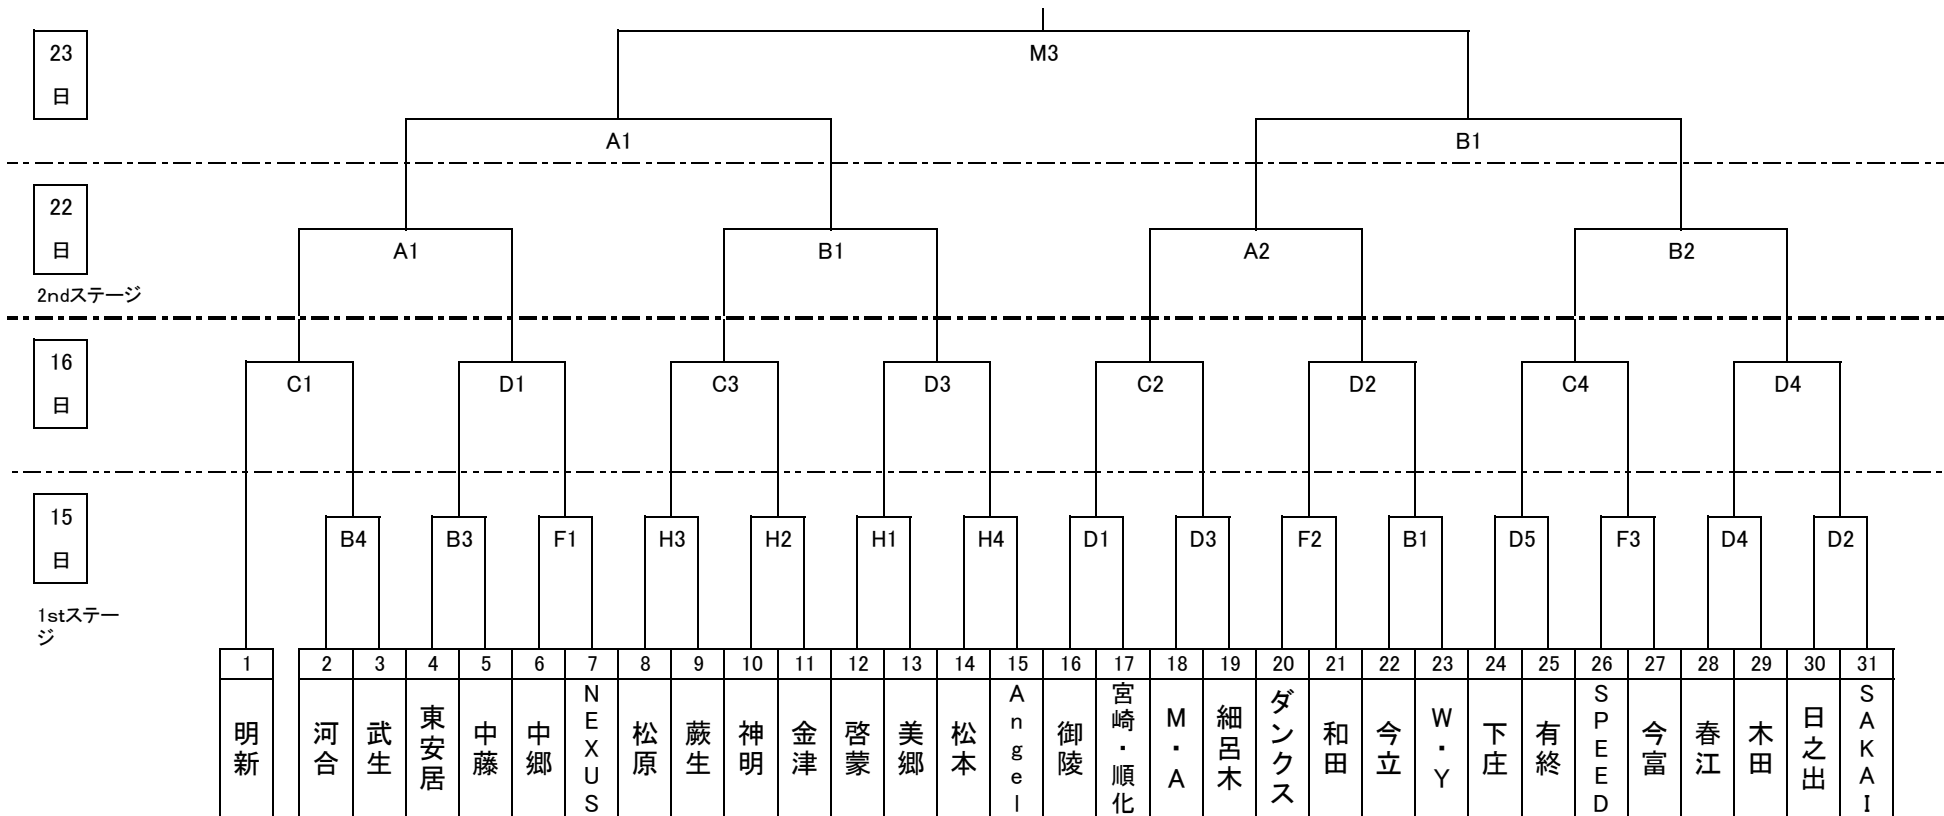 M3
23
日
A1
B1
22
日
A1
B1
A2
B2
2ndステージ
16
日
C1
D1
C3
D3
C2
D2
C4
D4
15
日
B4
B3
F1
H3
H2
H1
H4
D1
D3
F2
B1
D5
F3
D4
D2
1stステー
ジ
1
2
3
4
5
6
7
8
9
10
11
12
13
14
15
16
17
18
19
20
21
22
23
24
25
26
27
28
29
30
31
明新
河合
武生
東安居
中藤
中郷
NEXUS
松原
蕨生
神明
金津
啓蒙
美郷
松本
Angel
御陵
宮崎・順化
M・A
細呂木
ダンクス
和田
今立
W・Y
下庄
有終
SPEED
今富
春江
木田
日之出
SAKAI